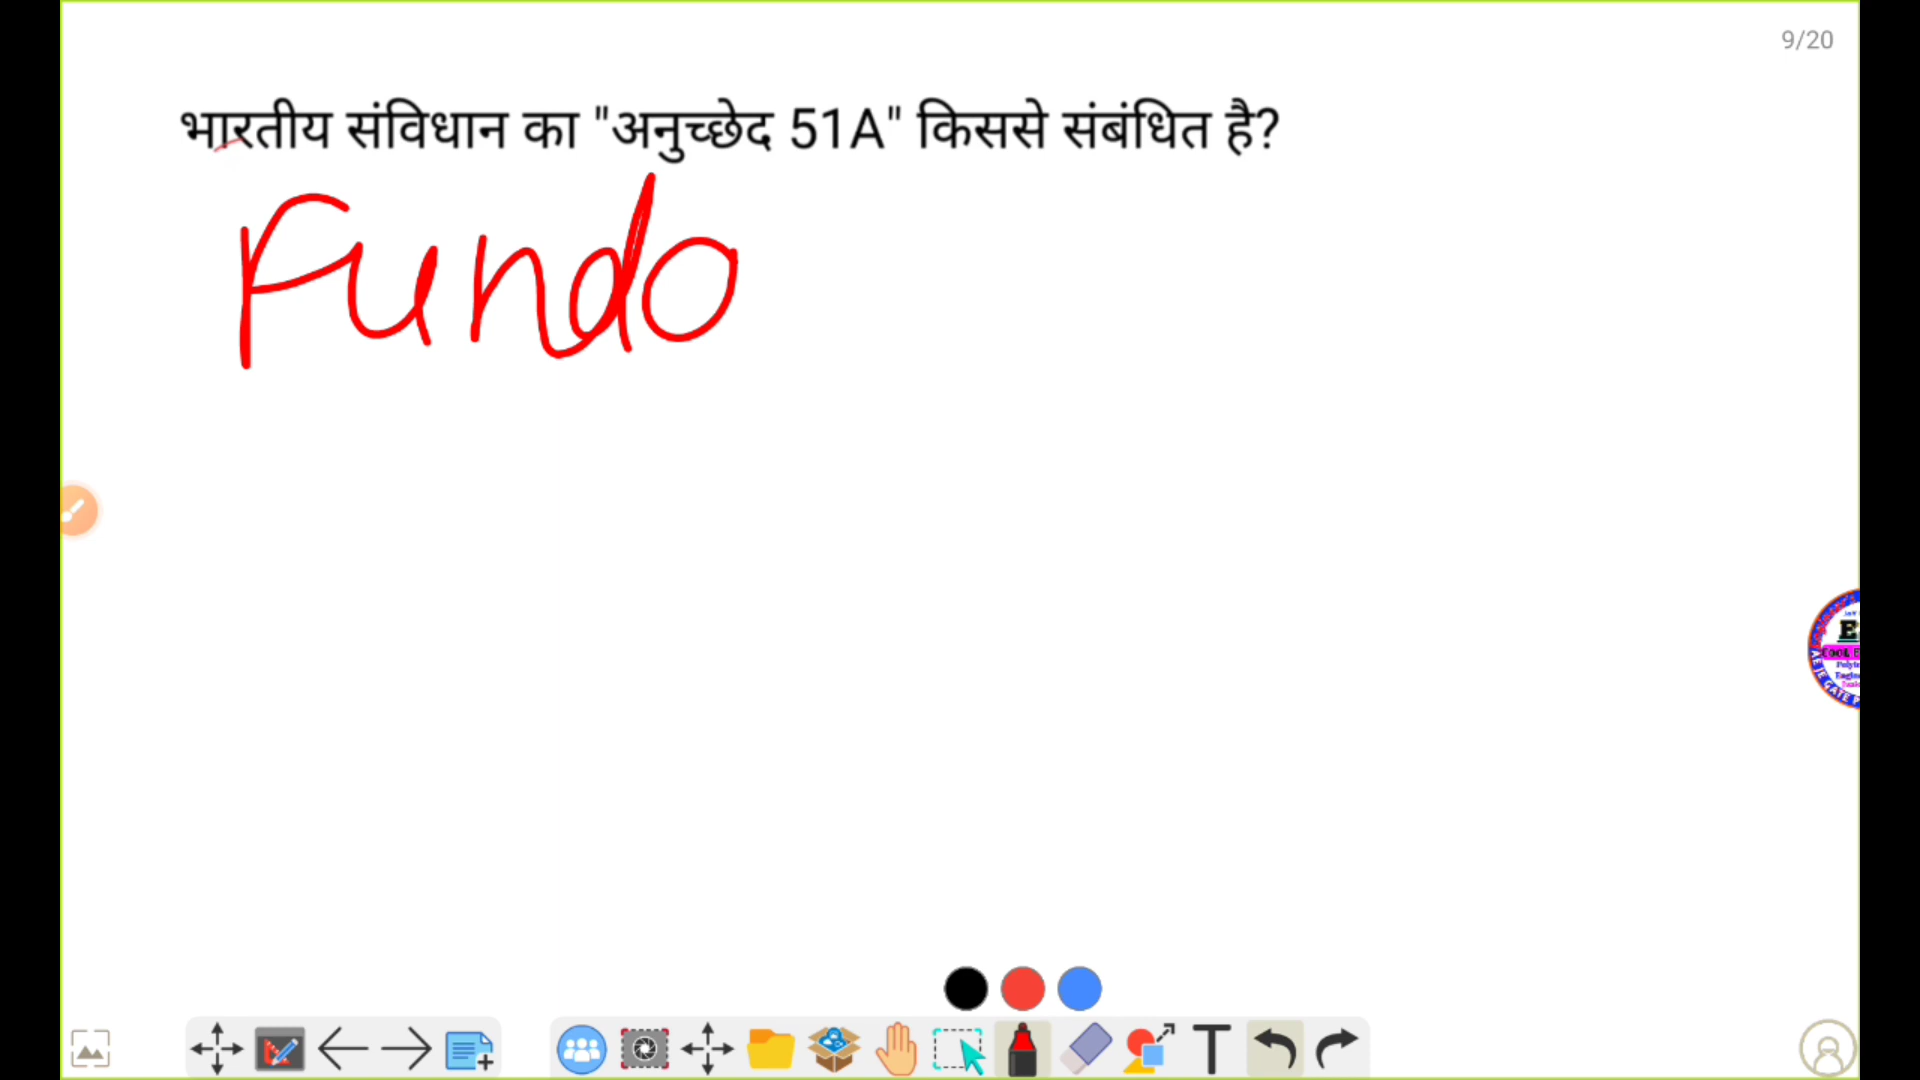 9/20
भारतीय संविधान का "अनुच्छेद 51A" किससे संबंधित है?
Fundo
E